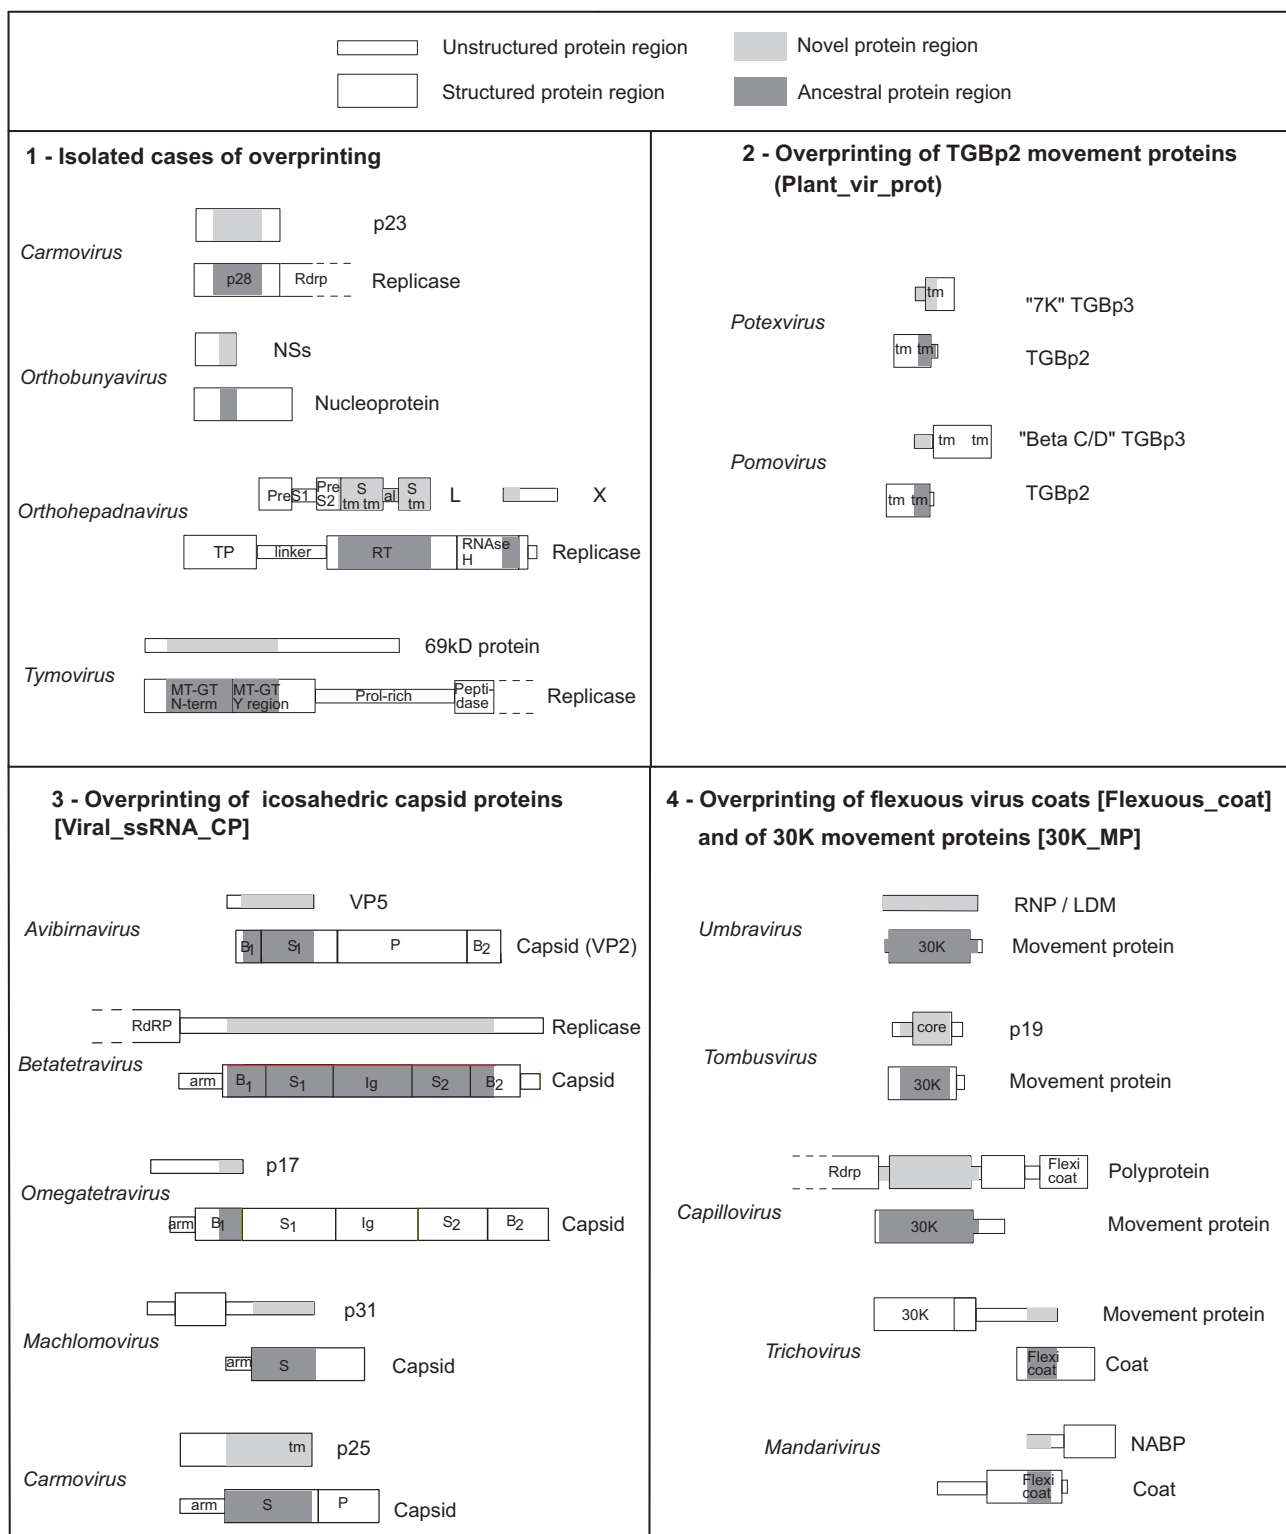 Unstructured protein region
Novel protein region
Structured protein region
Ancestral protein region
1 - Isolated cases of overprinting
p23
Carmovirus
p28 Rdrp Replicase
NSs
Orthobunyavirus
Nucleoprotein
PreS1 Pre S2 S tm tm al S tm L X
Orthohepadnavirus
TP linker RT RNAse H Replicase
69kD protein
Tymovirus
MT-GT N-term MT-GT Y region Prol-rich Pepti-dase Replicase
2 - Overprinting of TGBp2 movement proteins
(Plant_vir_prot)
tm "7K" TGBp3
Potexvirus
tm tm TGBp2
tm tm "Beta C/D" TGBp3
Pomovirus
tm tm TGBp2
3 - Overprinting of icosahedric capsid proteins
[Viral_ssRNA_CP]
VP5
Avibirnavirus
B1 S1 P B2 Capsid (VP2)
RdRP Replicase
Betatetravirus
arm B1 S1 Ig S2 B2 Capsid
p17
Omegatetravirus
arm B1 S1 Ig S2 B2 Capsid
p31
Machlomovirus
arm S Capsid
tm p25
Carmovirus
arm S P Capsid
4 - Overprinting of flexuous virus coats [Flexuous_coat]
and of 30K movement proteins [30K_MP]
RNP / LDM
Umbravirus
30K Movement protein
core p19
Tombusvirus
30K Movement protein
Rdrp Flexi coat Polyprotein
Capillovirus
30K Movement protein
30K Movement protein
Trichovirus
Flexi coat Coat
NABP
Mandarivirus
Flexi coat Coat